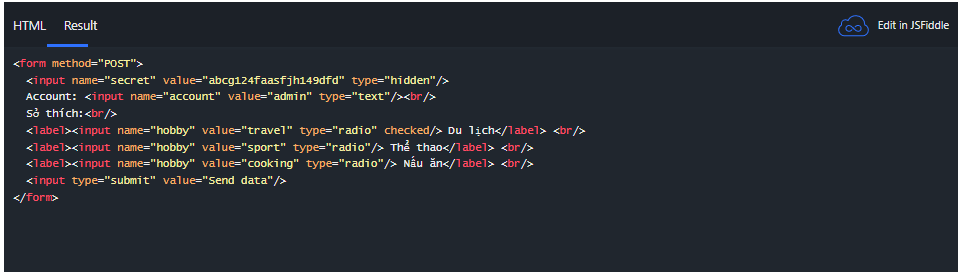 HTML Result Edit in JSFiddle
<form method="POST">
  <input name="secret" value="abcg124faasfjh149dfd" type="hidden"/>
  Account: <input name="account" value="admin" type="text"/><br/>
  Sở thích:<br/>
  <label><input name="hobby" value="travel" type="radio" checked/> Du lịch</label> <br/>
  <label><input name="hobby" value="sport" type="radio"/> Thể thao</label> <br/>
  <label><input name="hobby" value="cooking" type="radio"/> Nấu ăn</label> <br/>
  <input type="submit" value="Send data"/>
</form>